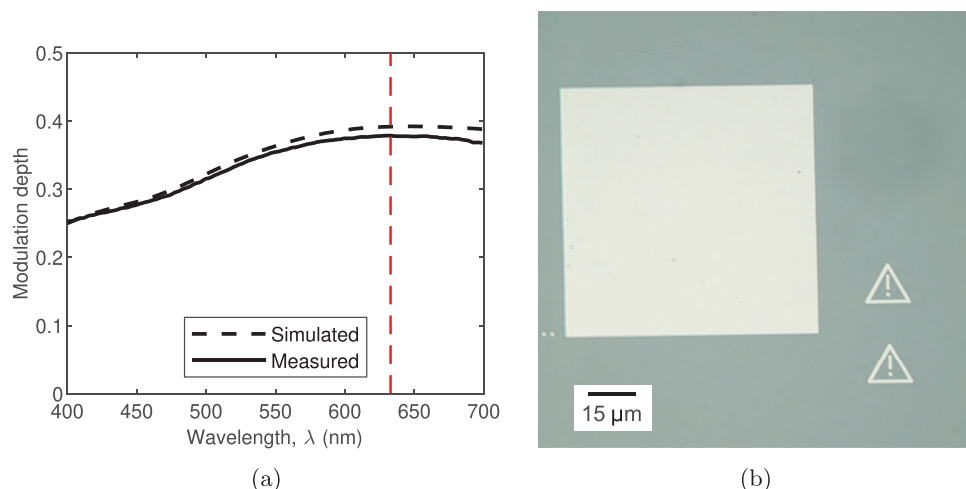 0.5
0.4
0.3
0.2
0.1
0
Modulation depth
Simulated
Measured
400 450 500 550 600 650 700
Wavelength, λ (nm)
(a)
!
!
15 μm
(b)